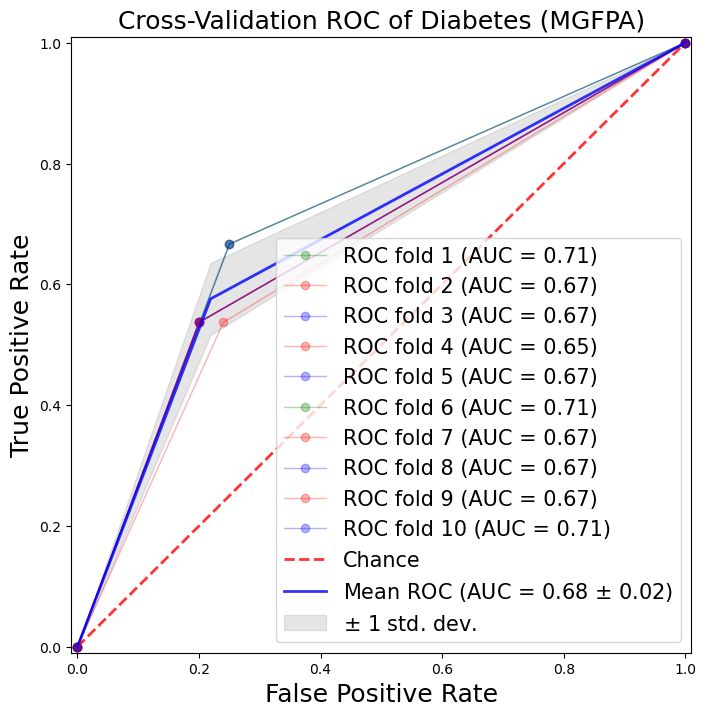 Cross-Validation ROC of Diabetes (MGFPA)
True Positive Rate
1.0
0.8
0.6
0.4
0.2
0.0
ROC fold 1 (AUC = 0.71)
ROC fold 2 (AUC = 0.67)
ROC fold 3 (AUC = 0.67)
ROC fold 4 (AUC = 0.65)
ROC fold 5 (AUC = 0.67)
ROC fold 6 (AUC = 0.71)
ROC fold 7 (AUC = 0.67)
ROC fold 8 (AUC = 0.67)
ROC fold 9 (AUC = 0.67)
ROC fold 10 (AUC = 0.71)
Chance
Mean ROC (AUC = 0.68 ± 0.02)
± 1 std. dev.
0.0 0.2 0.4 0.6 0.8 1.0
False Positive Rate